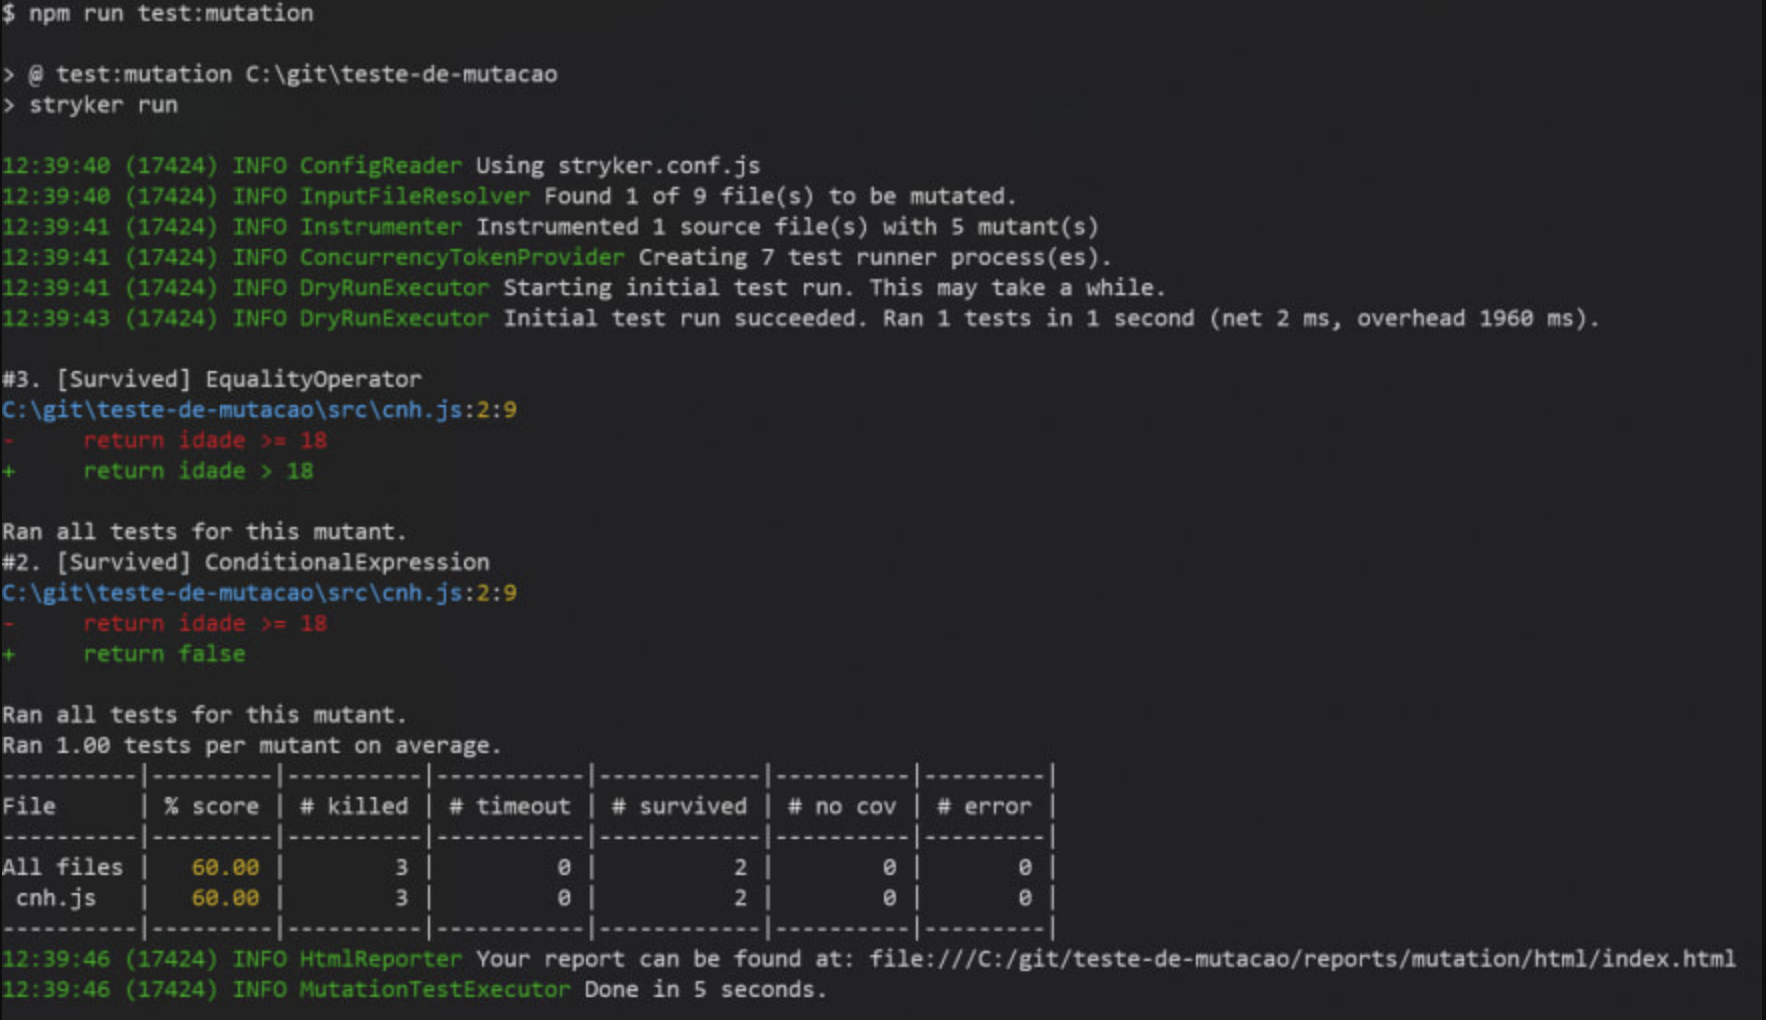 $ npm run test:mutation
> @ test:mutation C:\git\teste-de-mutacao
> stryker run
12:39:40 (17424) INFO ConfigReader Using stryker.conf.js
12:39:40 (17424) INFO InputFileResolver Found 1 of 9 file(s) to be mutated.
12:39:41 (17424) INFO Instrumenter Instrumented 1 source file(s) with 5 mutant(s)
12:39:41 (17424) INFO ConcurrencyTokenProvider Creating 7 test runner process(es).
12:39:41 (17424) INFO DryRunExecutor Starting initial test run. This may take a while.
12:39:43 (17424) INFO DryRunExecutor Initial test run succeeded. Ran 1 tests in 1 second (net 2 ms, overhead 1960 ms).
#3. [Survived] EqualityOperator
C:\git\teste-de-mutacao\src\cnh.js:2:9
-     return idade >= 18
+     return idade > 18
Ran all tests for this mutant.
#2. [Survived] ConditionalExpression
C:\git\teste-de-mutacao\src\cnh.js:2:9
-     return idade >= 18
+     return false
Ran all tests for this mutant.
Ran 1.00 tests per mutant on average.
----------|---------|----------|-----------|------------|----------|---------|
File      | % score | # killed | # timeout | # survived | # no cov | # error |
----------|---------|----------|-----------|------------|----------|---------|
All files |   60.00 |        3 |         0 |          2 |        0 |       0 |
 cnh.js   |   60.00 |        3 |         0 |          2 |        0 |       0 |
----------|---------|----------|-----------|------------|----------|---------|
12:39:46 (17424) INFO HtmlReporter Your report can be found at: file:///C:/git/teste-de-mutacao/reports/mutation/html/index.html
12:39:46 (17424) INFO MutationTestExecutor Done in 5 seconds.